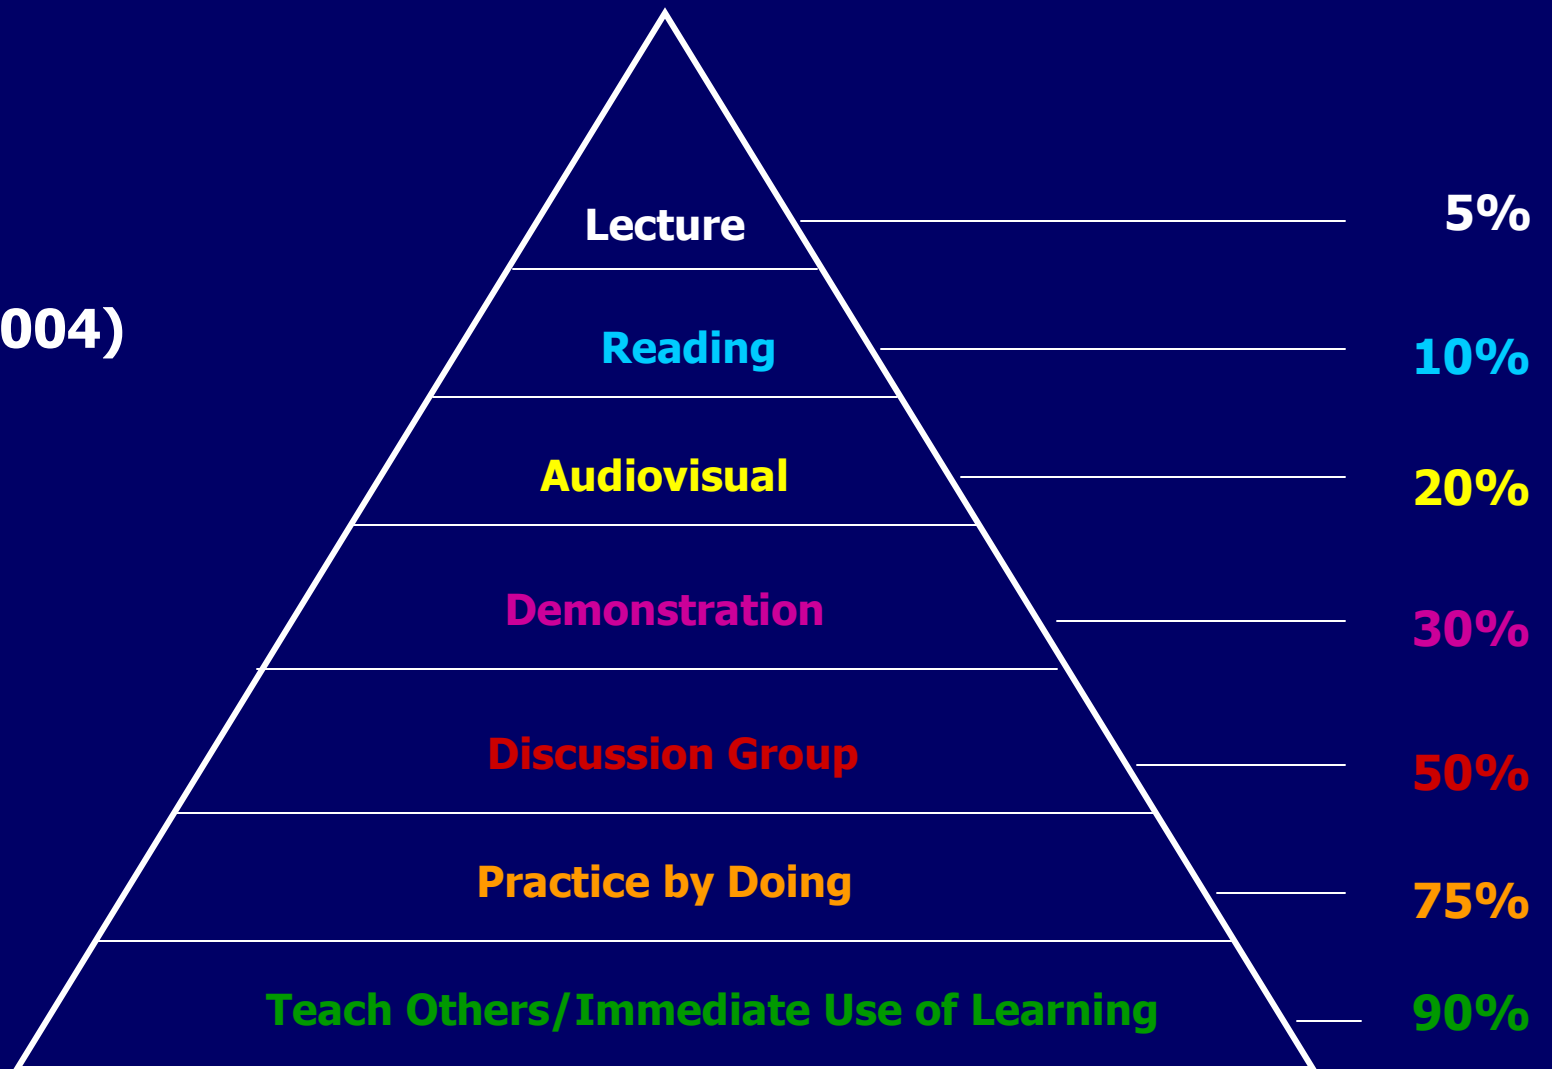 Lecture 5%
004)
Reading 10%
Audiovisual 20%
Demonstration 30%
Discussion Group 50%
Practice by Doing 75%
Teach Others/Immediate Use of Learning 90%